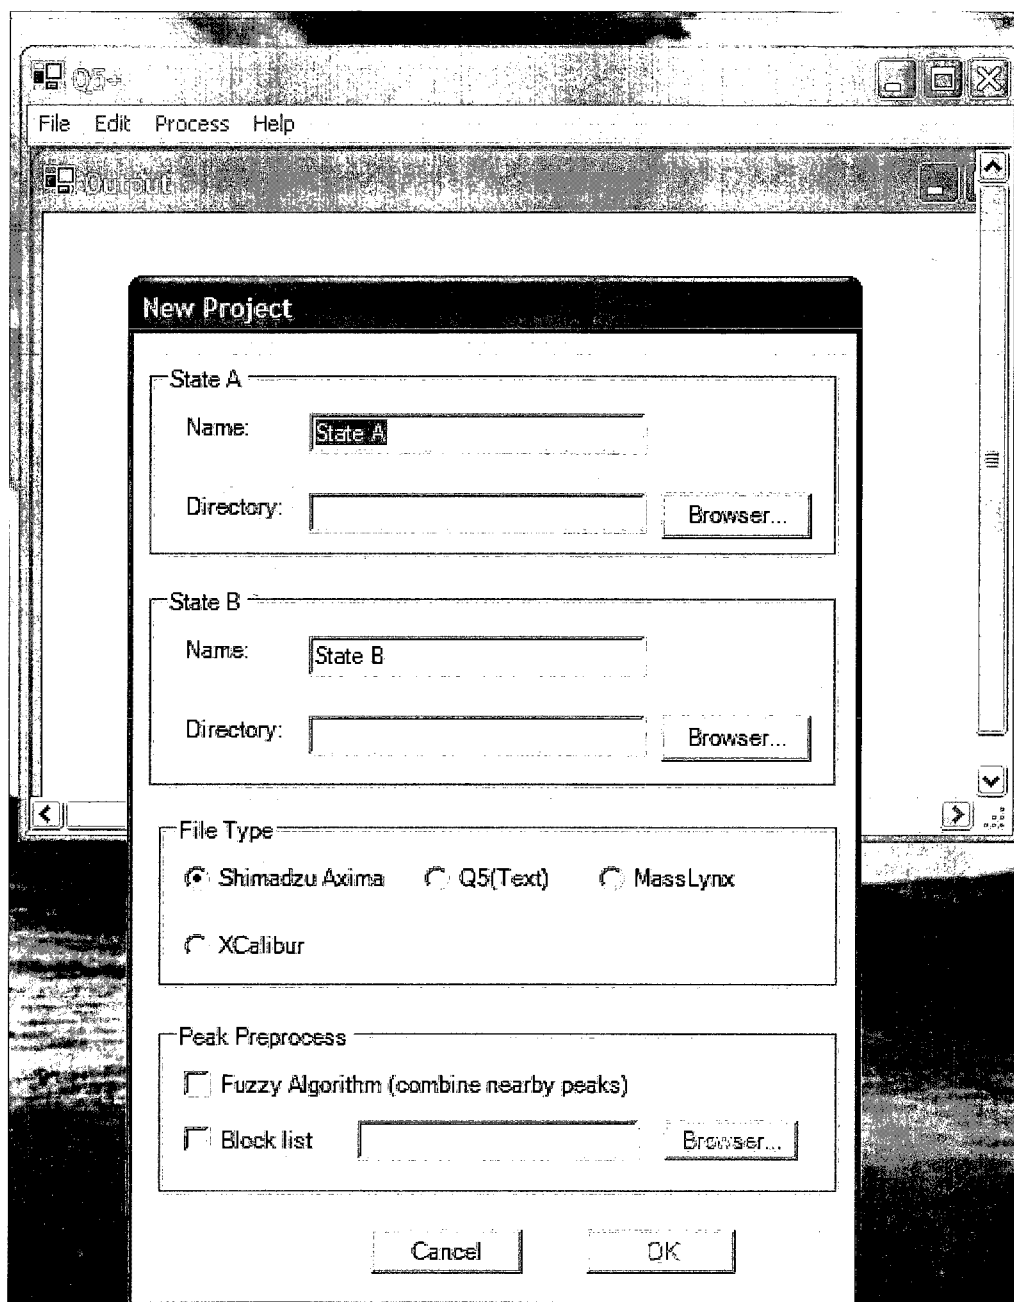 Q5+
File Edit Process Help
Output
New Project
State A
Name: State A
Directory: Browser...
State B
Name: State B
Directory: Browser...
File Type
Shimadzu Axima Q5(Text) MassLynx
XCalibur
Peak Preprocess
Fuzzy Algorithm (combine nearby peaks)
Block list Browser...
Cancel OK